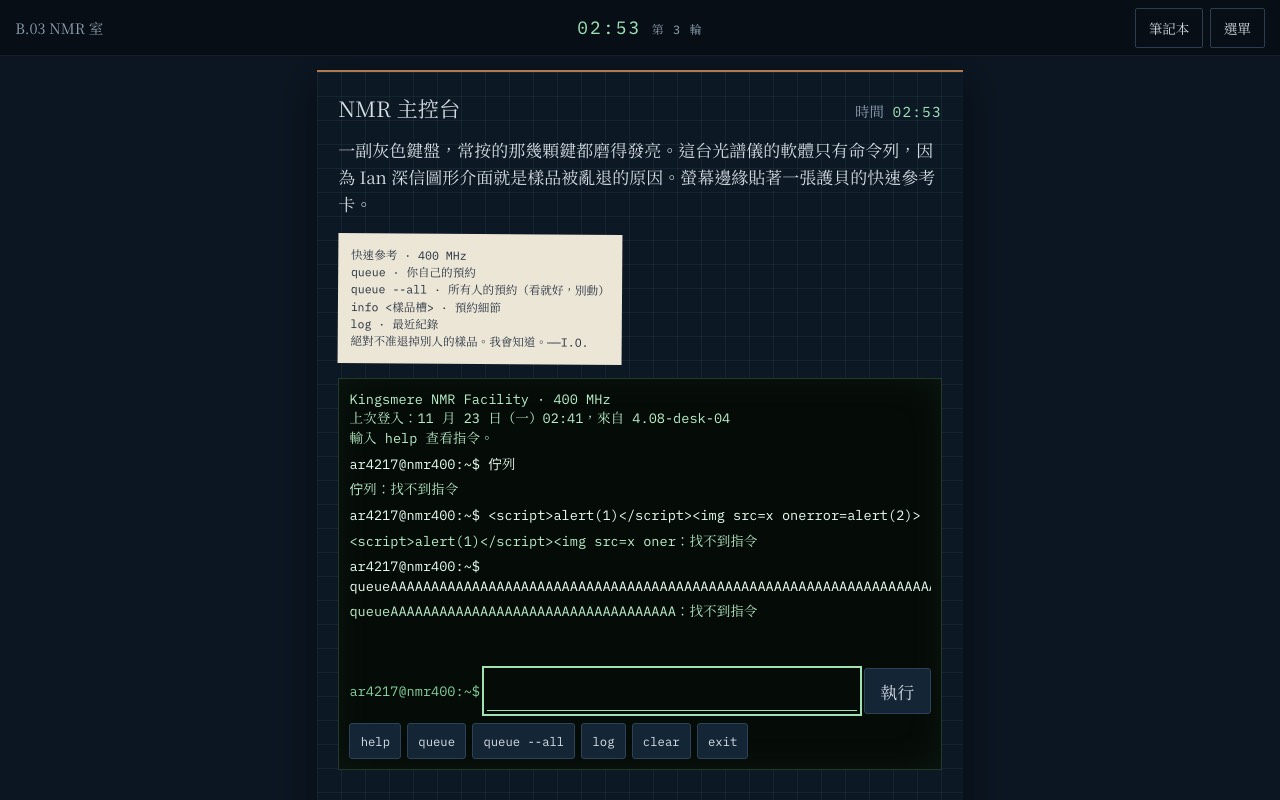 B.03 NMR 室
02:53 第 3 輪
筆記本
選單
NMR 主控台
時間 02:53
一副灰色鍵盤，常按的那幾顆鍵都磨得發亮。這台光譜儀的軟體只有命令列，因
為 Ian 深信圖形介面就是樣品被亂退的原因。螢幕邊緣貼著一張護貝的快速參考
卡。
快速參考 · 400 MHz
queue · 你自己的預約
queue --all · 所有人的預約（看就好，別動）
info <樣品槽> · 預約細節
log · 最近紀錄
絕對不准退掉別人的樣品。我會知道。——I.O.
Kingsmere NMR Facility · 400 MHz
上次登入：11 月 23 日（一）02:41，來自 4.08-desk-04
輸入 help 查看指令。
ar4217@nmr400:~$ 佇列
佇列：找不到指令
ar4217@nmr400:~$ <script>alert(1)</script><img src=x onerror=alert(2)>
<script>alert(1)</script><img src=x oner：找不到指令
ar4217@nmr400:~$
queueAAAAAAAAAAAAAAAAAAAAAAAAAAAAAAAAAAAAAAAAAAAAAAAAAAAAAAAAAAAAAAAAAA
queueAAAAAAAAAAAAAAAAAAAAAAAAAAAAAAAAAAA：找不到指令
ar4217@nmr400:~$
執行
help
queue
queue --all
log
clear
exit